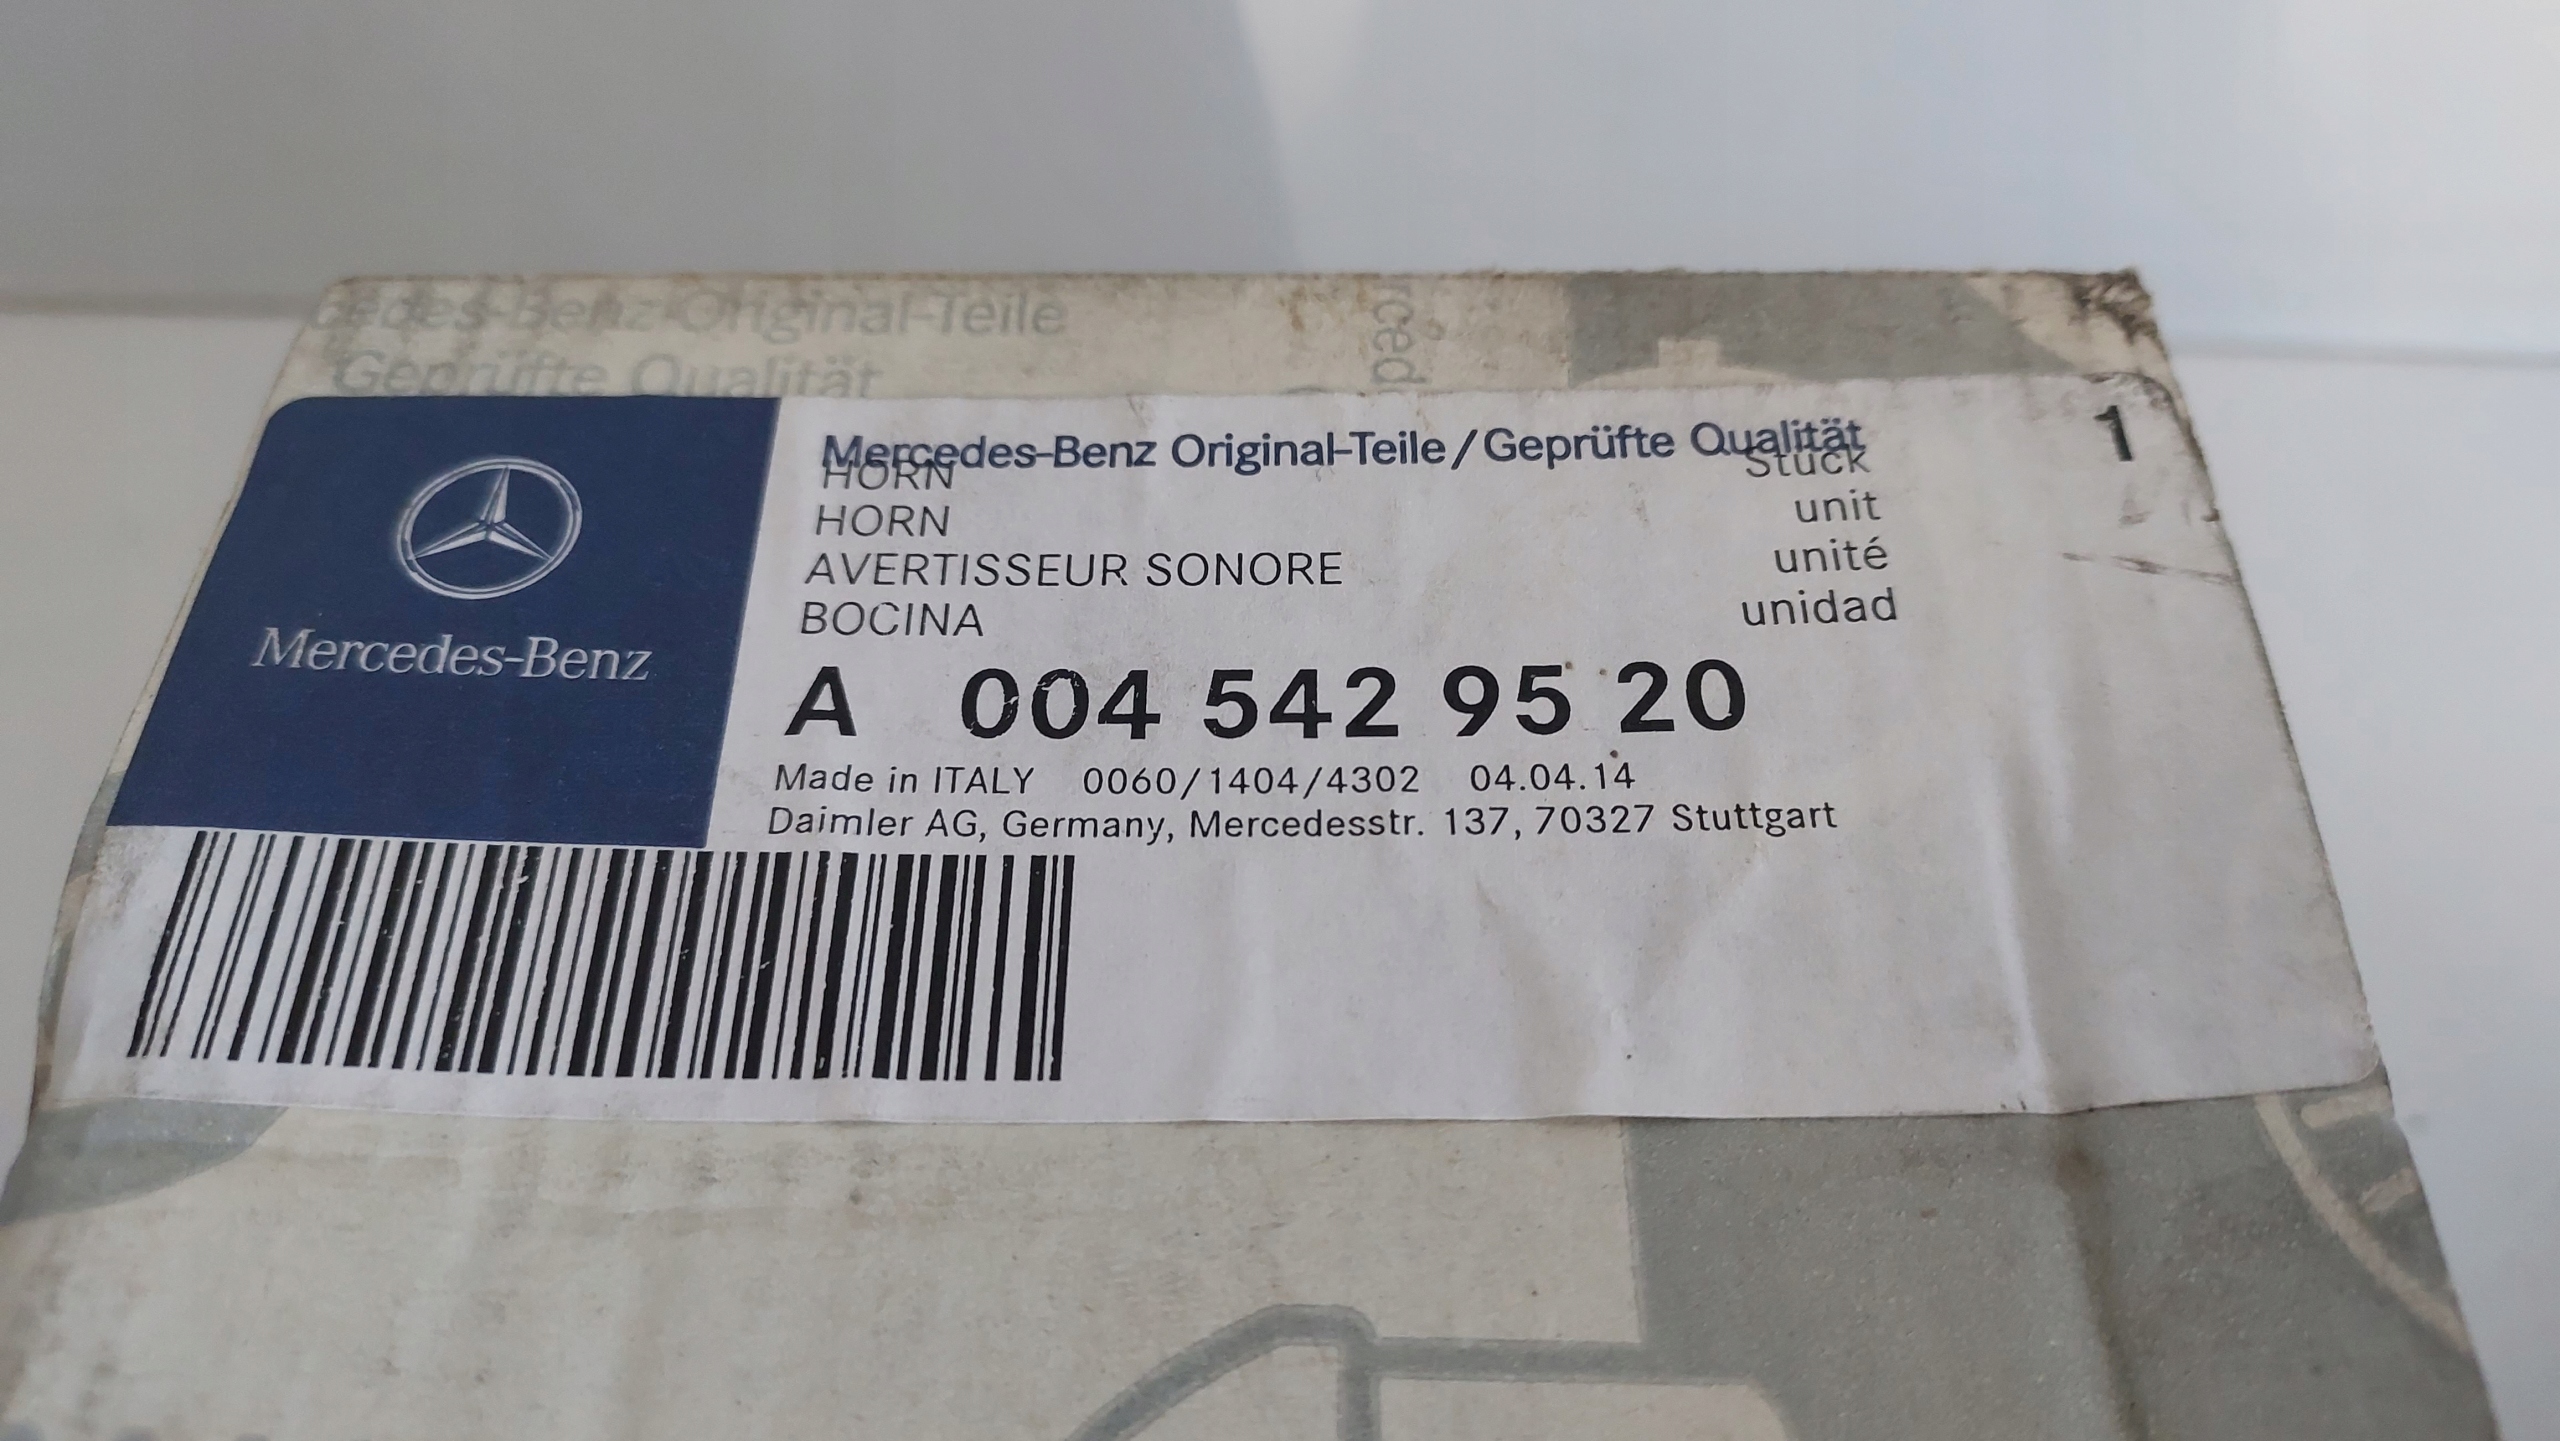 cedes-Benz Original-Teile
Geprüfte Qualität
rced
Mercedes-Benz
Mercedes-Benz Original-Teile/Geprüfte Qualität
1
HORN Stück
HORN unit
AVERTISSEUR SONORE unité
BOCINA unidad
A 004 542 95 20
Made in ITALY 0060/1404/4302 04.04.14
Daimler AG, Germany, Mercedesstr. 137, 70327 Stuttgart